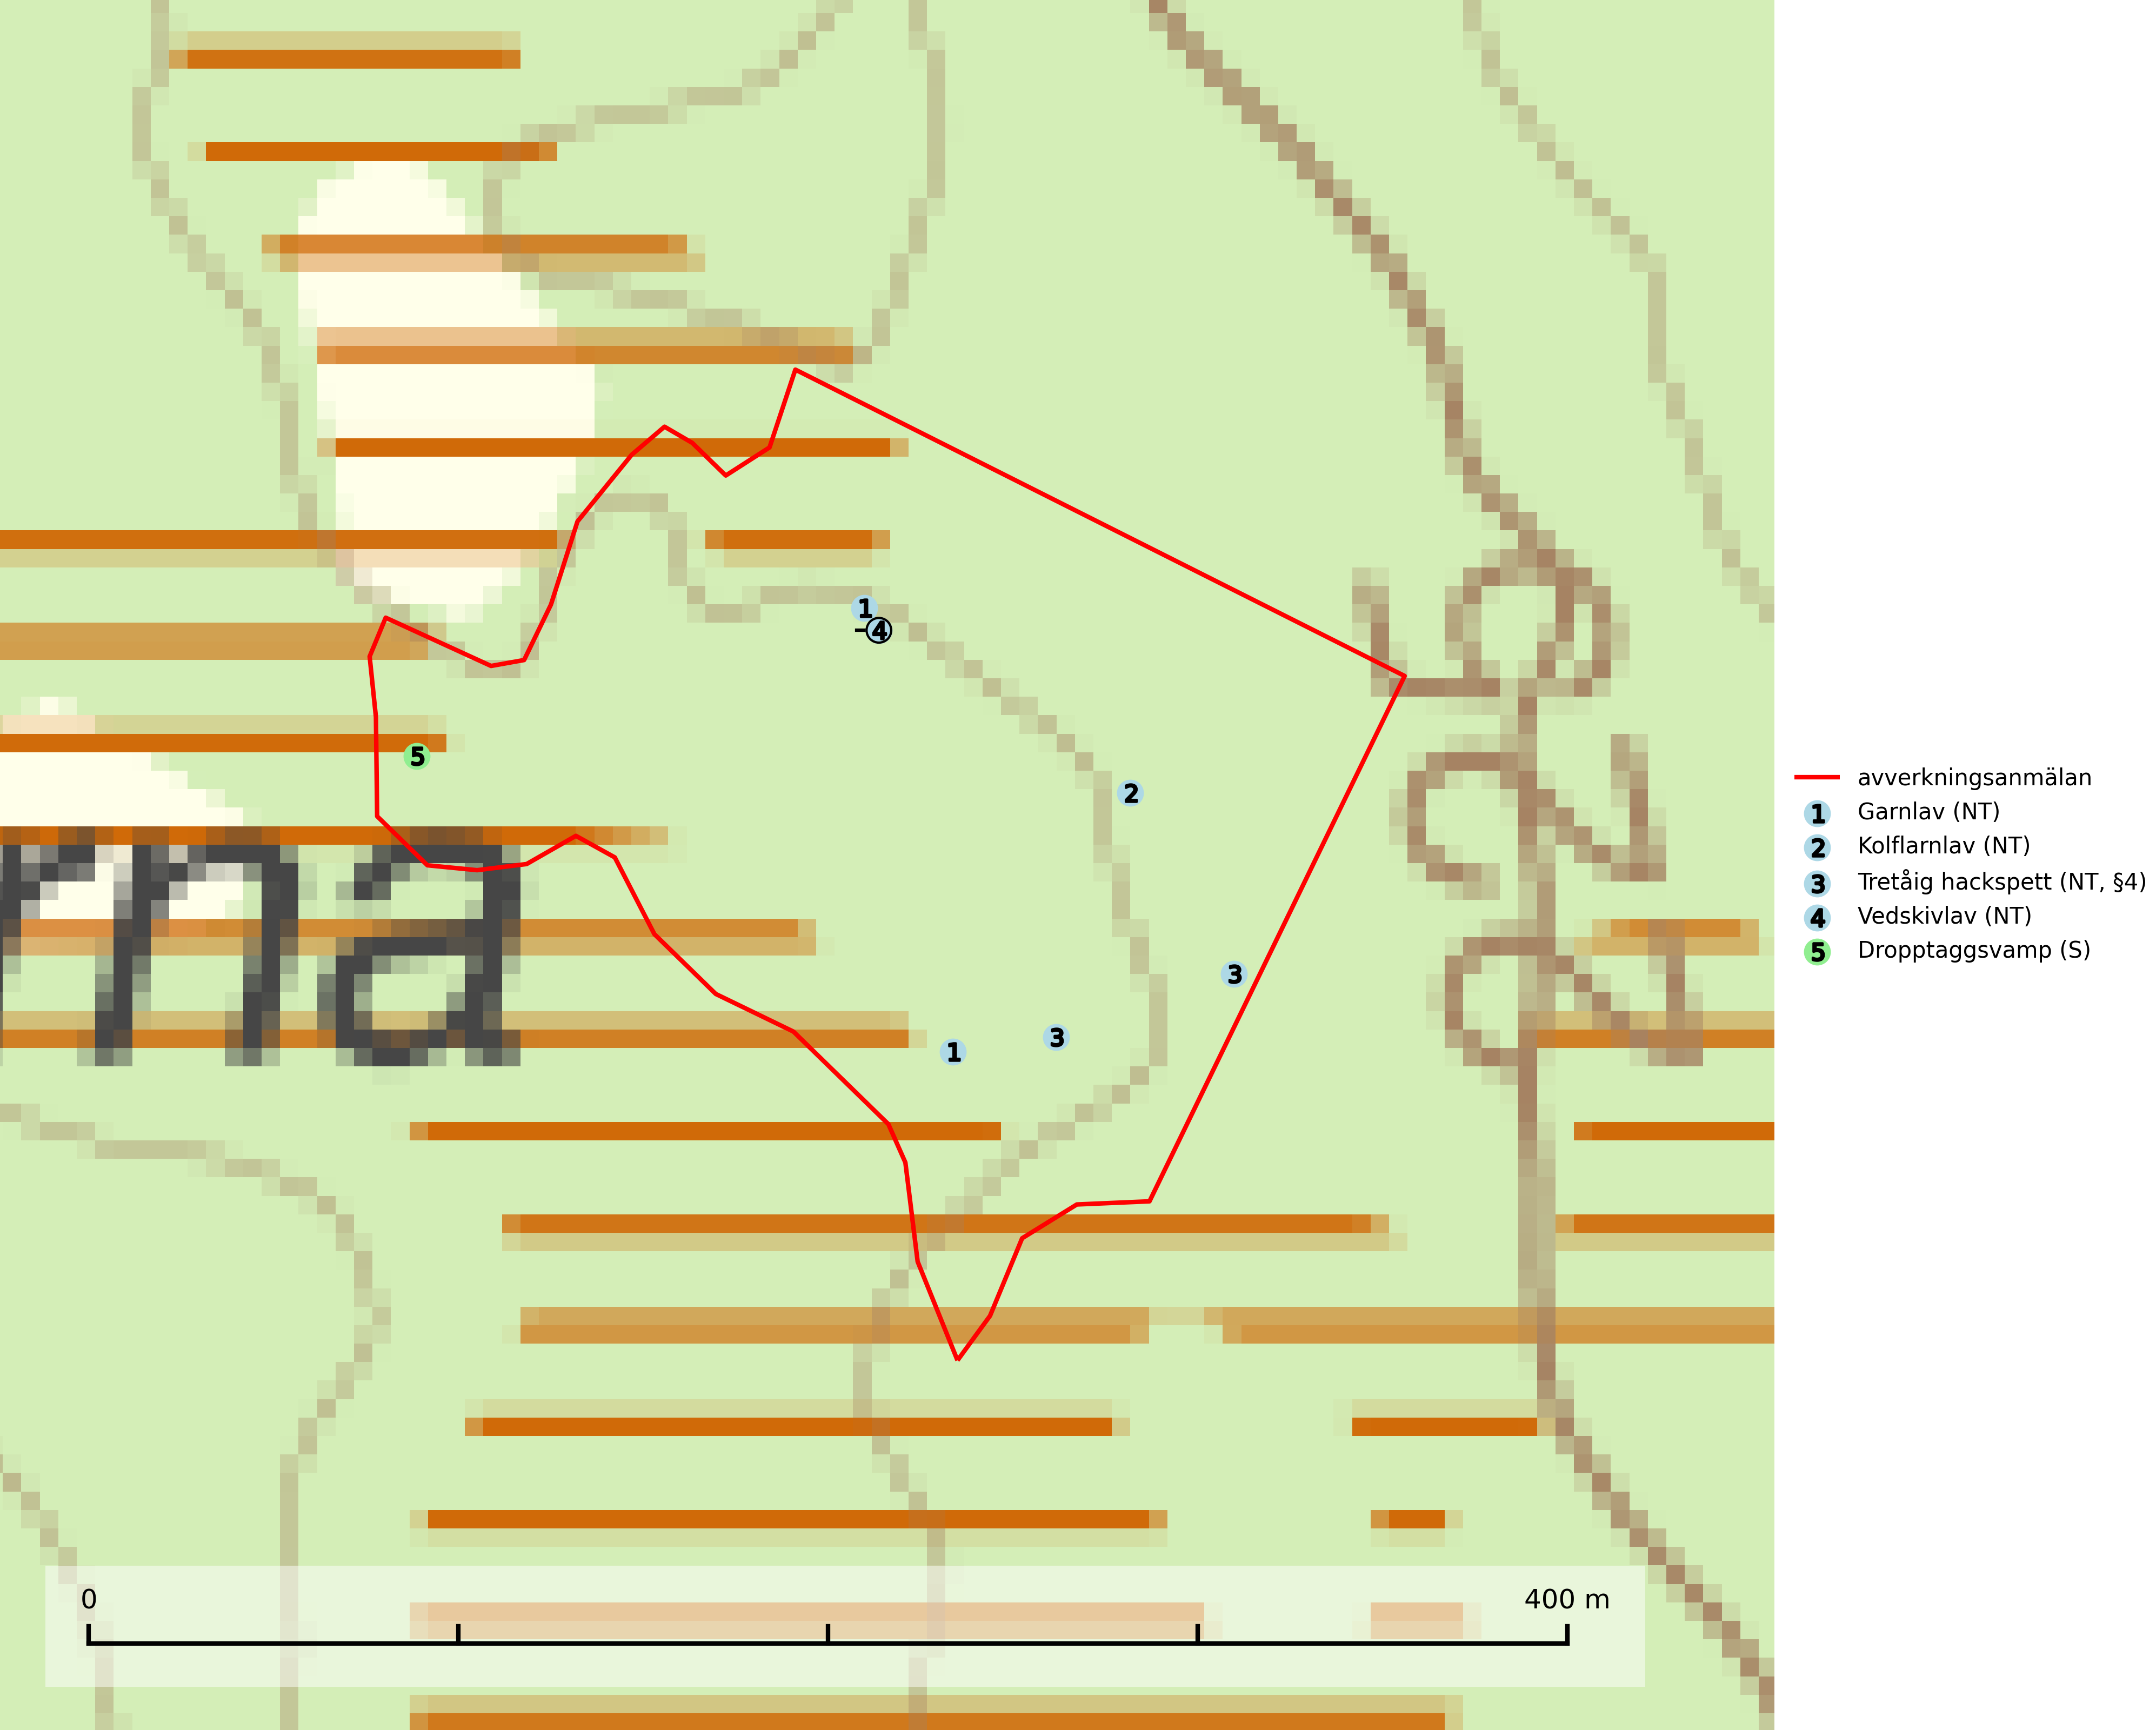 1
4
5
2
3
3
1
avverkningsanmälan
1 Garnlav (NT)
2 Kolflarnlav (NT)
3 Tretåig hackspett (NT, §4)
4 Vedskivlav (NT)
5 Dropptaggsvamp (S)
0 400 m